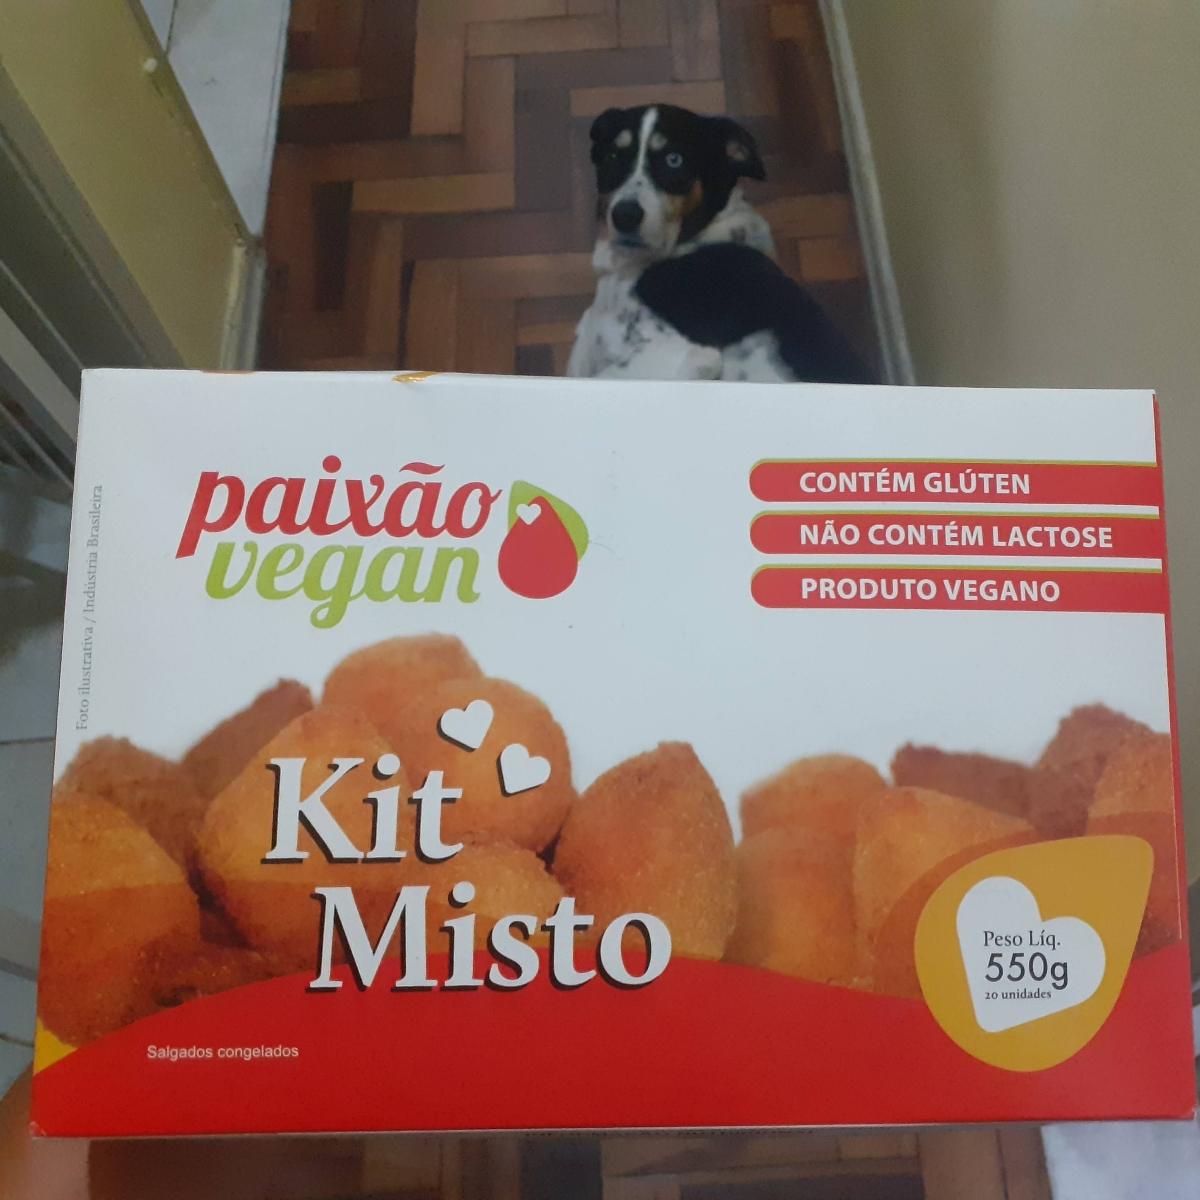 paixão
vegan
CONTÉM GLÚTEN
NÃO CONTÉM LACTOSE
PRODUTO VEGANO
Foto ilustrativa / Indústria Brasileira
Kit
Misto
Peso Líq.
550g
20 unidades
Salgados congelados